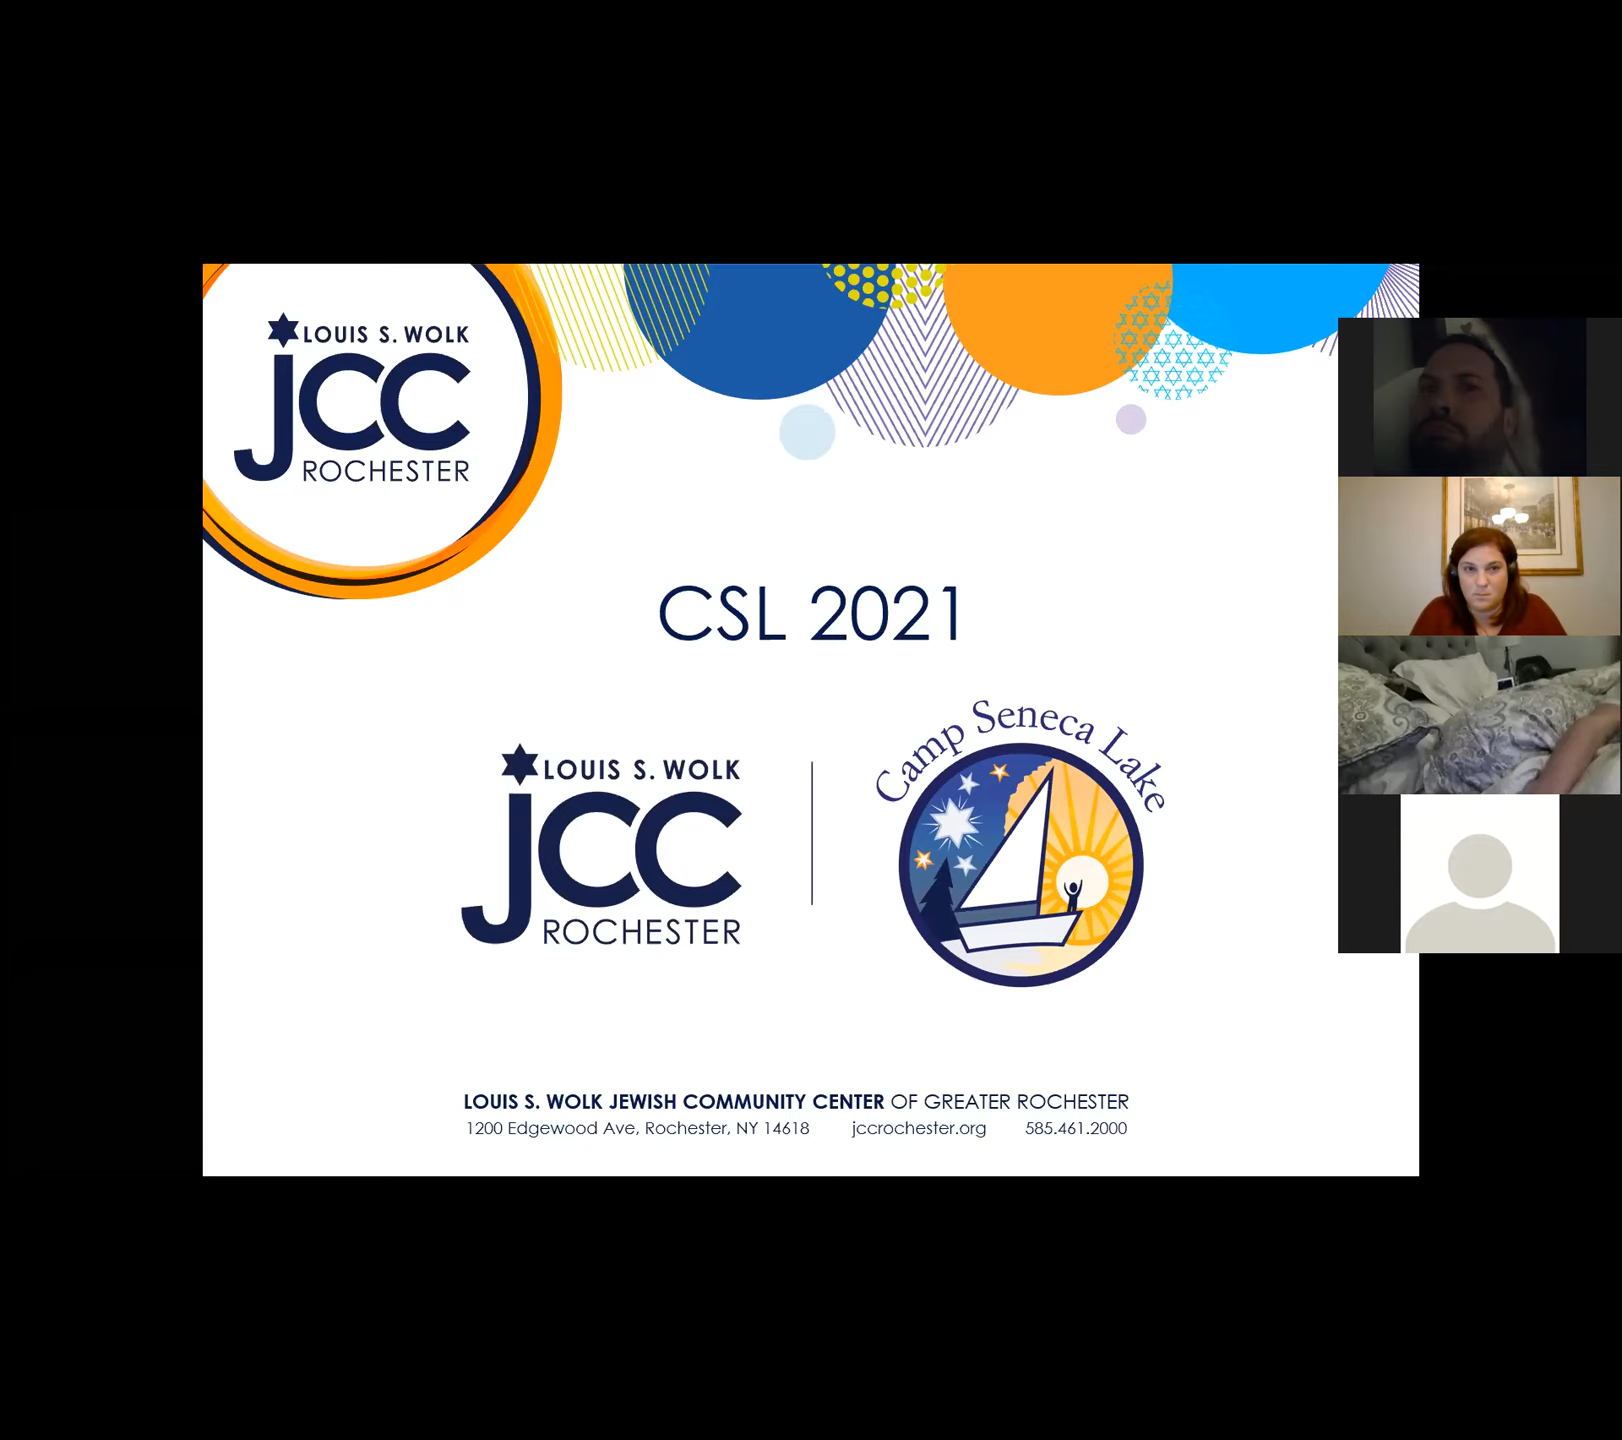 LOUIS S. WOLK
jCC
ROCHESTER
CSL 2021
LOUIS S. WOLK
jCC
ROCHESTER
Camp Seneca Lake
LOUIS S. WOLK JEWISH COMMUNITY CENTER OF GREATER ROCHESTER
1200 Edgewood Ave, Rochester, NY 14618 jccrochester.org 585.461.2000